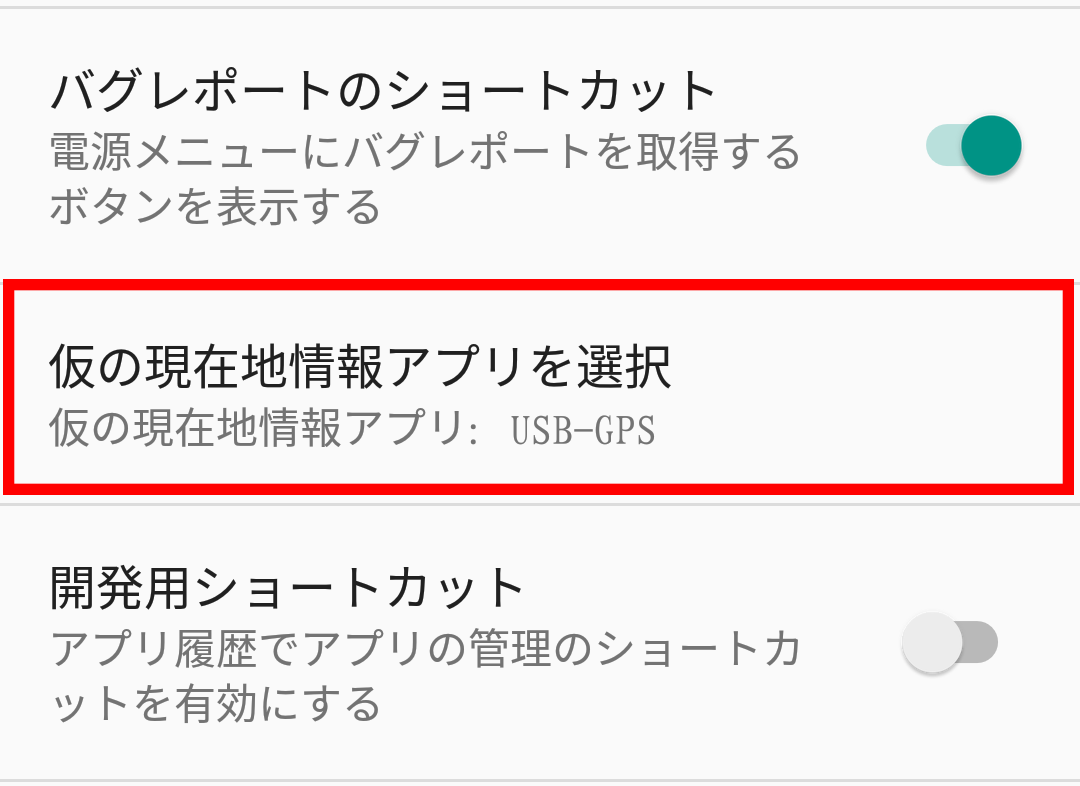 バグレポートのショートカット
電源メニューにバグレポートを取得する
ボタンを表示する
仮の現在地情報アプリを選択
仮の現在地情報アプリ: USB-GPS
開発用ショートカット
アプリ履歴でアプリの管理のショートカ
ットを有効にする